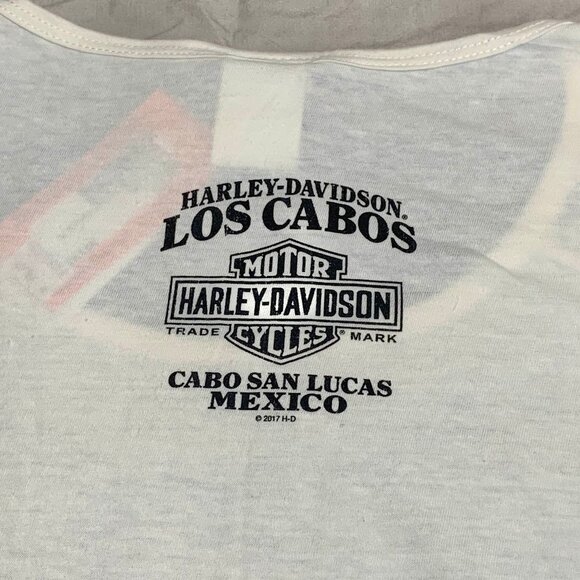 HARLEY-DAVIDSON®
LOS CABOS
MOTOR
HARLEY-DAVIDSON
TRADE CYCLES® MARK
CABO SAN LUCAS
MEXICO
© 2017 H-D